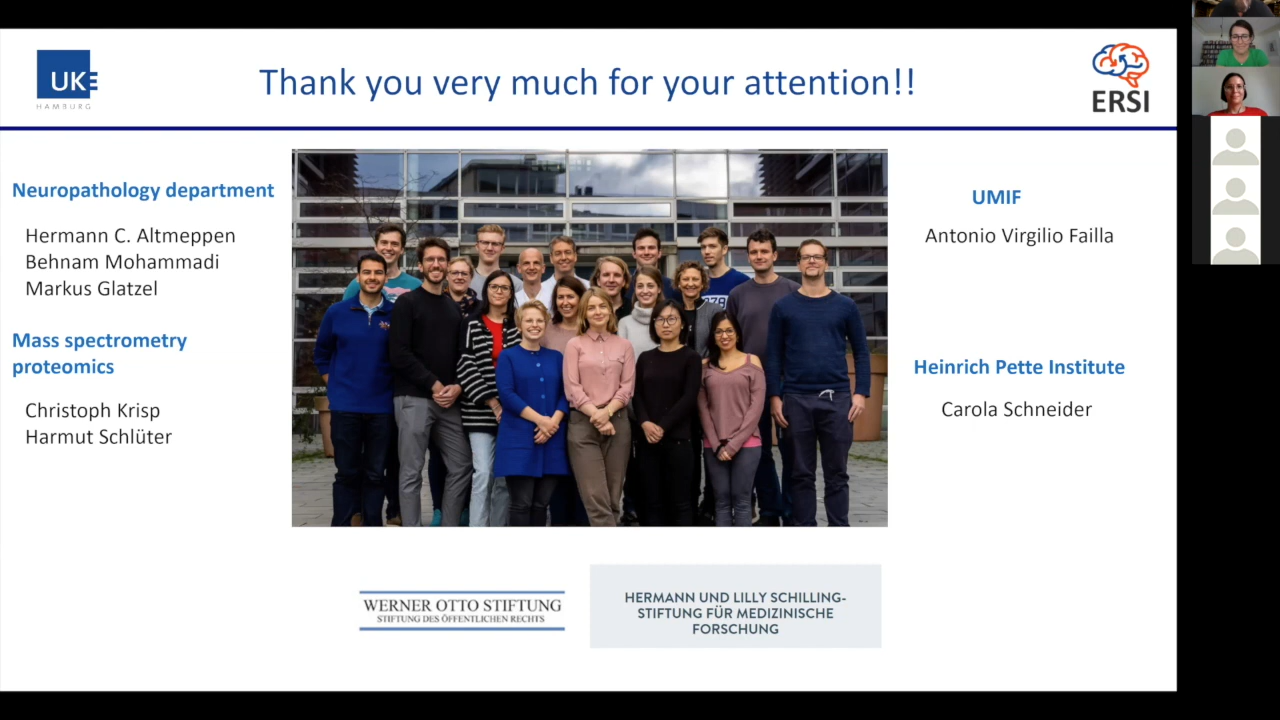 UKE
HAMBURG
Thank you very much for your attention!!
ERSI
Neuropathology department
Hermann C. Altmeppen
Behnam Mohammadi
Markus Glatzel
Mass spectrometry
proteomics
Christoph Krisp
Harmut Schlüter
UMIF
Antonio Virgilio Failla
Heinrich Pette Institute
Carola Schneider
WERNER OTTO STIFTUNG
STIFTUNG DES ÖFFENTLICHEN RECHTS
HERMANN UND LILLY SCHILLING-
STIFTUNG FÜR MEDIZINISCHE
FORSCHUNG